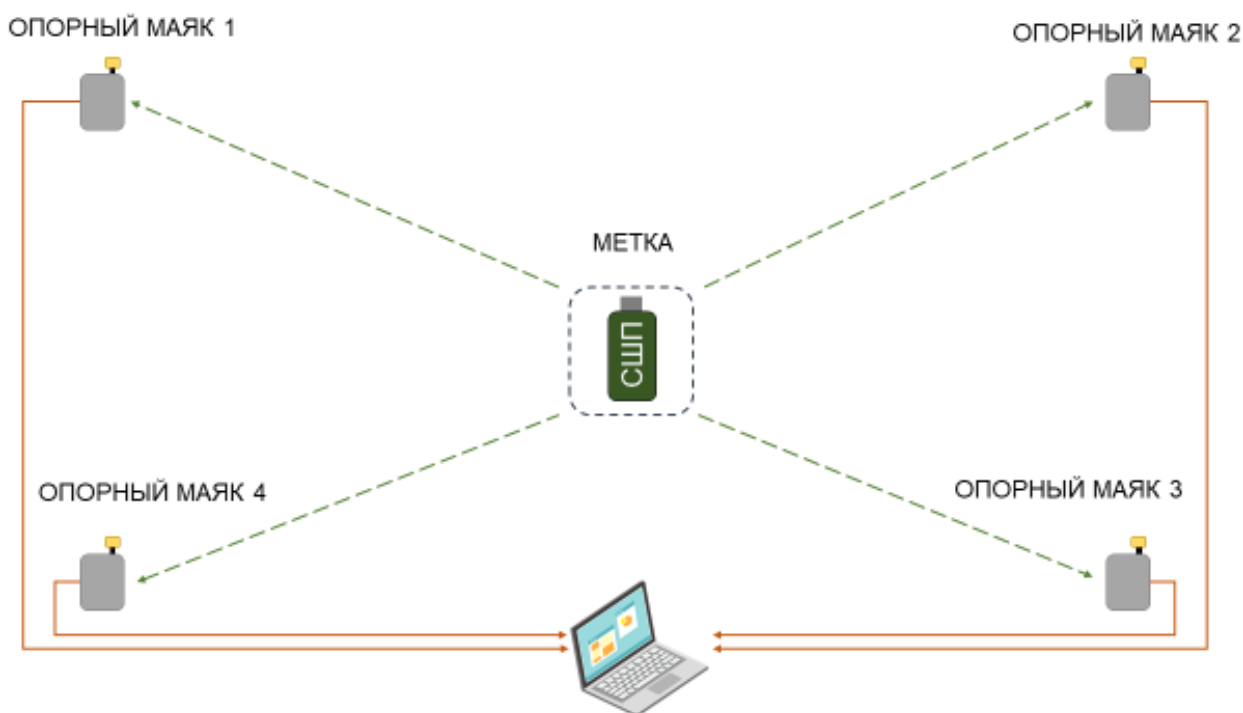 ОПОРНЫЙ МАЯК 1
ОПОРНЫЙ МАЯК 2
МЕТКА
СШП
ОПОРНЫЙ МАЯК 4
ОПОРНЫЙ МАЯК 3